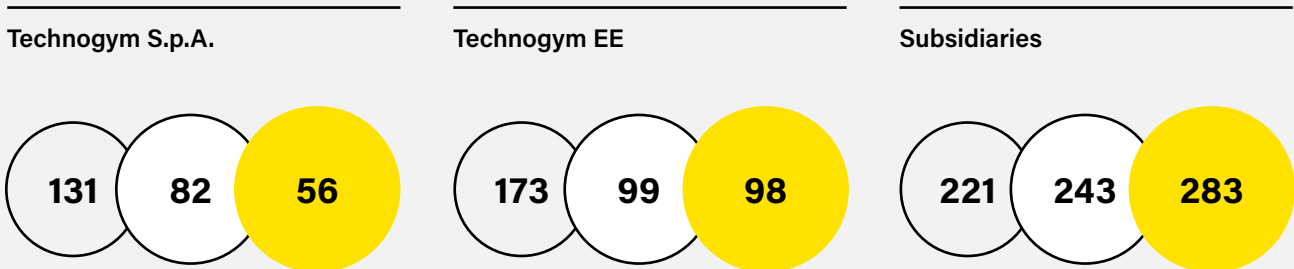 Technogym S.p.A.
Technogym EE
Subsidiaries
131 82 56
173 99 98
221 243 283